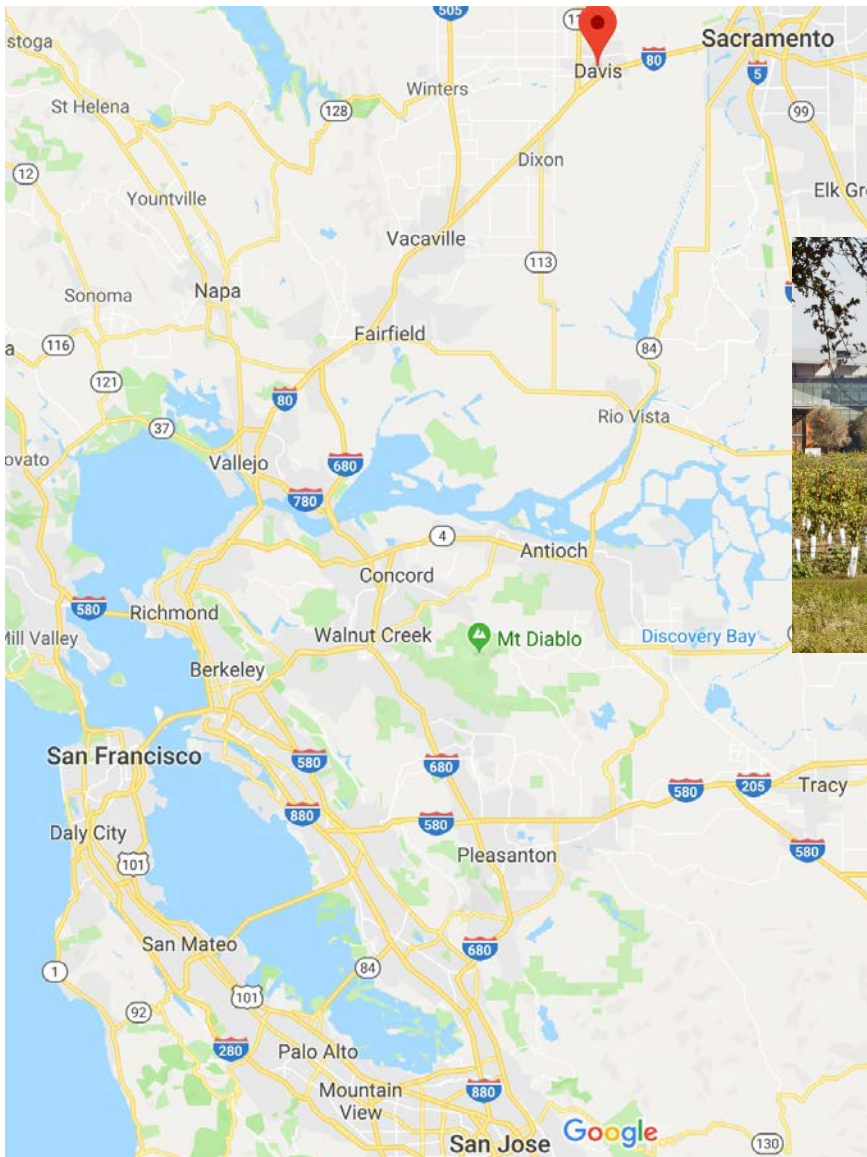 505
stoga
11
Sacramento
Davis
80
5
Winters
St Helena
128
99
Dixon
12
Yountville
Elk Gr
Vacaville
113
Sonoma
Napa
Fairfield
116
a
84
121
80
Rio Vista
37
ovato
Vallejo
680
780
4
Antioch
Concord
580
Richmond
Mill Valley
Walnut Creek
Mt Diablo
Discovery Bay
Berkeley
San Francisco
580
680
580
205
Tracy
880
580
Daly City
580
101
Pleasanton
San Mateo
680
1
84
101
92
280
Palo Alto
Mountain
View
880
Google
San Jose
130